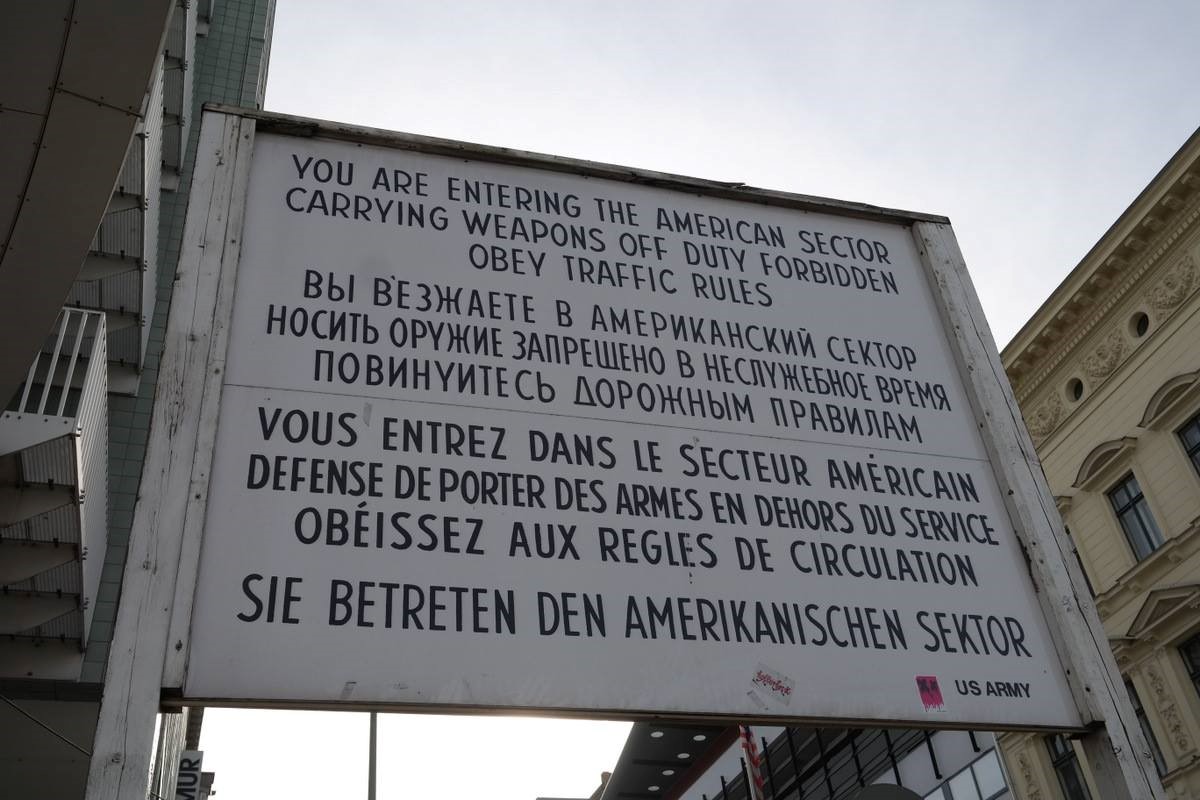 YOU ARE ENTERING THE AMERICAN SECTOR
CARRYING WEAPONS OFF DUTY FORBIDDEN
OBEY TRAFFIC RULES
ВЫ ВЪЕЗЖАЕТЕ В АМЕРИКАНСКИЙ СЕКТОР
НОСИТЬ ОРУЖИЕ ЗАПРЕЩЕНО В НЕСЛУЖЕБНОЕ ВРЕМЯ
ПОВИНУИТЕСЬ ДОРОЖНЫМ ПРАВИЛАМ
VOUS ENTREZ DANS LE SECTEUR AMÉRICAIN
DEFENSE DE PORTER DES ARMES EN DEHORS DU SERVICE
OBÉISSEZ AUX REGLES DE CIRCULATION
SIE BETRETEN DEN AMERIKANISCHEN SEKTOR
US ARMY